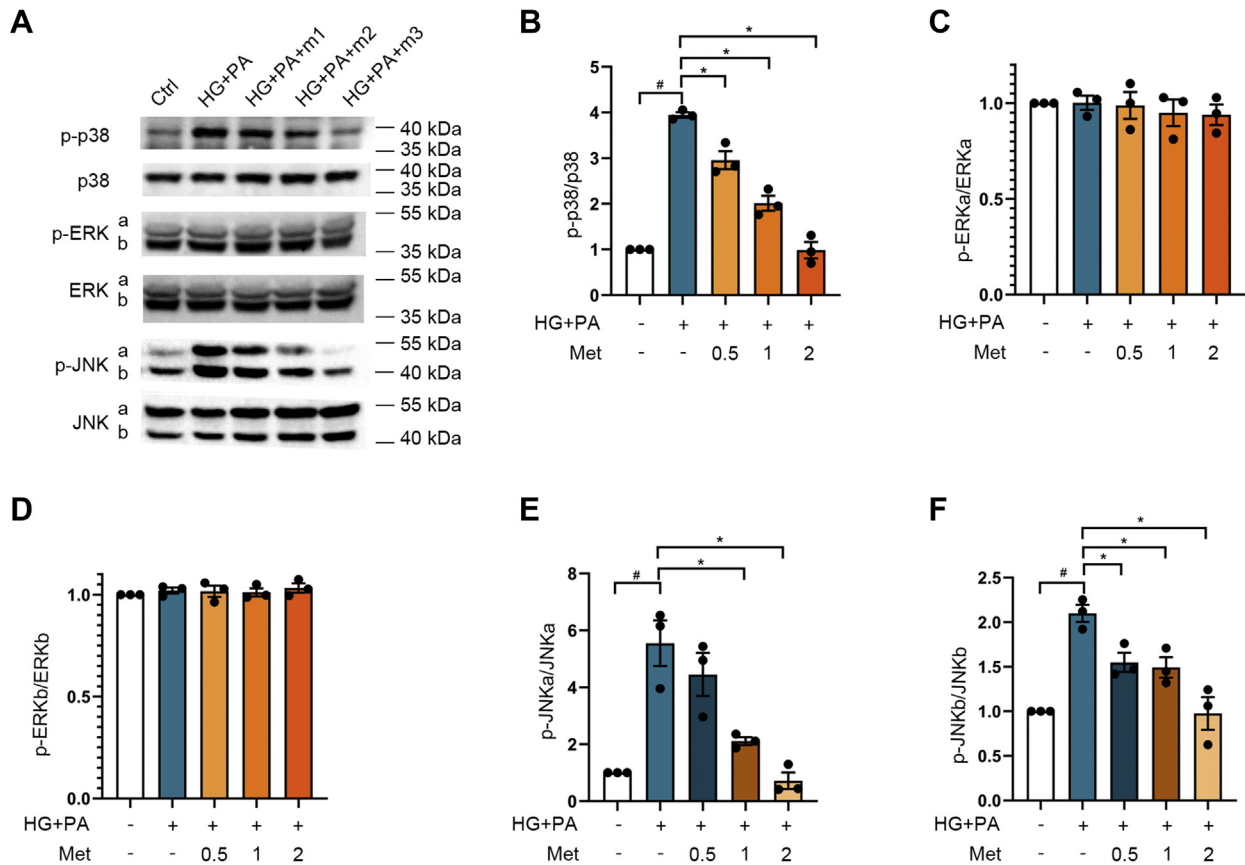 A
Ctrl
HG+PA
HG+PA+m1
HG+PA+m2
HG+PA+m3
p-p38
40 kDa
35 kDa
p38
40 kDa
35 kDa
p-ERK
a
b
55 kDa
35 kDa
ERK
a
b
55 kDa
35 kDa
p-JNK
a
b
55 kDa
40 kDa
JNK
a
b
55 kDa
40 kDa
B
*
*
*
#
p-p38/p38
5
4
3
2
1
0
HG+PA - + + + +
Met - - 0.5 1 2
C
p-ERKa/ERKa
1.0
0.5
0.0
HG+PA - + + + +
Met - - 0.5 1 2
D
p-ERKb/ERKb
1.0
0.5
0.0
HG+PA - + + + +
Met - - 0.5 1 2
E
*
*
#
p-JNKa/JNKa
8
6
4
2
0
HG+PA - + + + +
Met - - 0.5 1 2
F
*
*
*
#
p-JNKb/JNKb
2.5
2.0
1.5
1.0
0.5
0.0
HG+PA - + + + +
Met - - 0.5 1 2